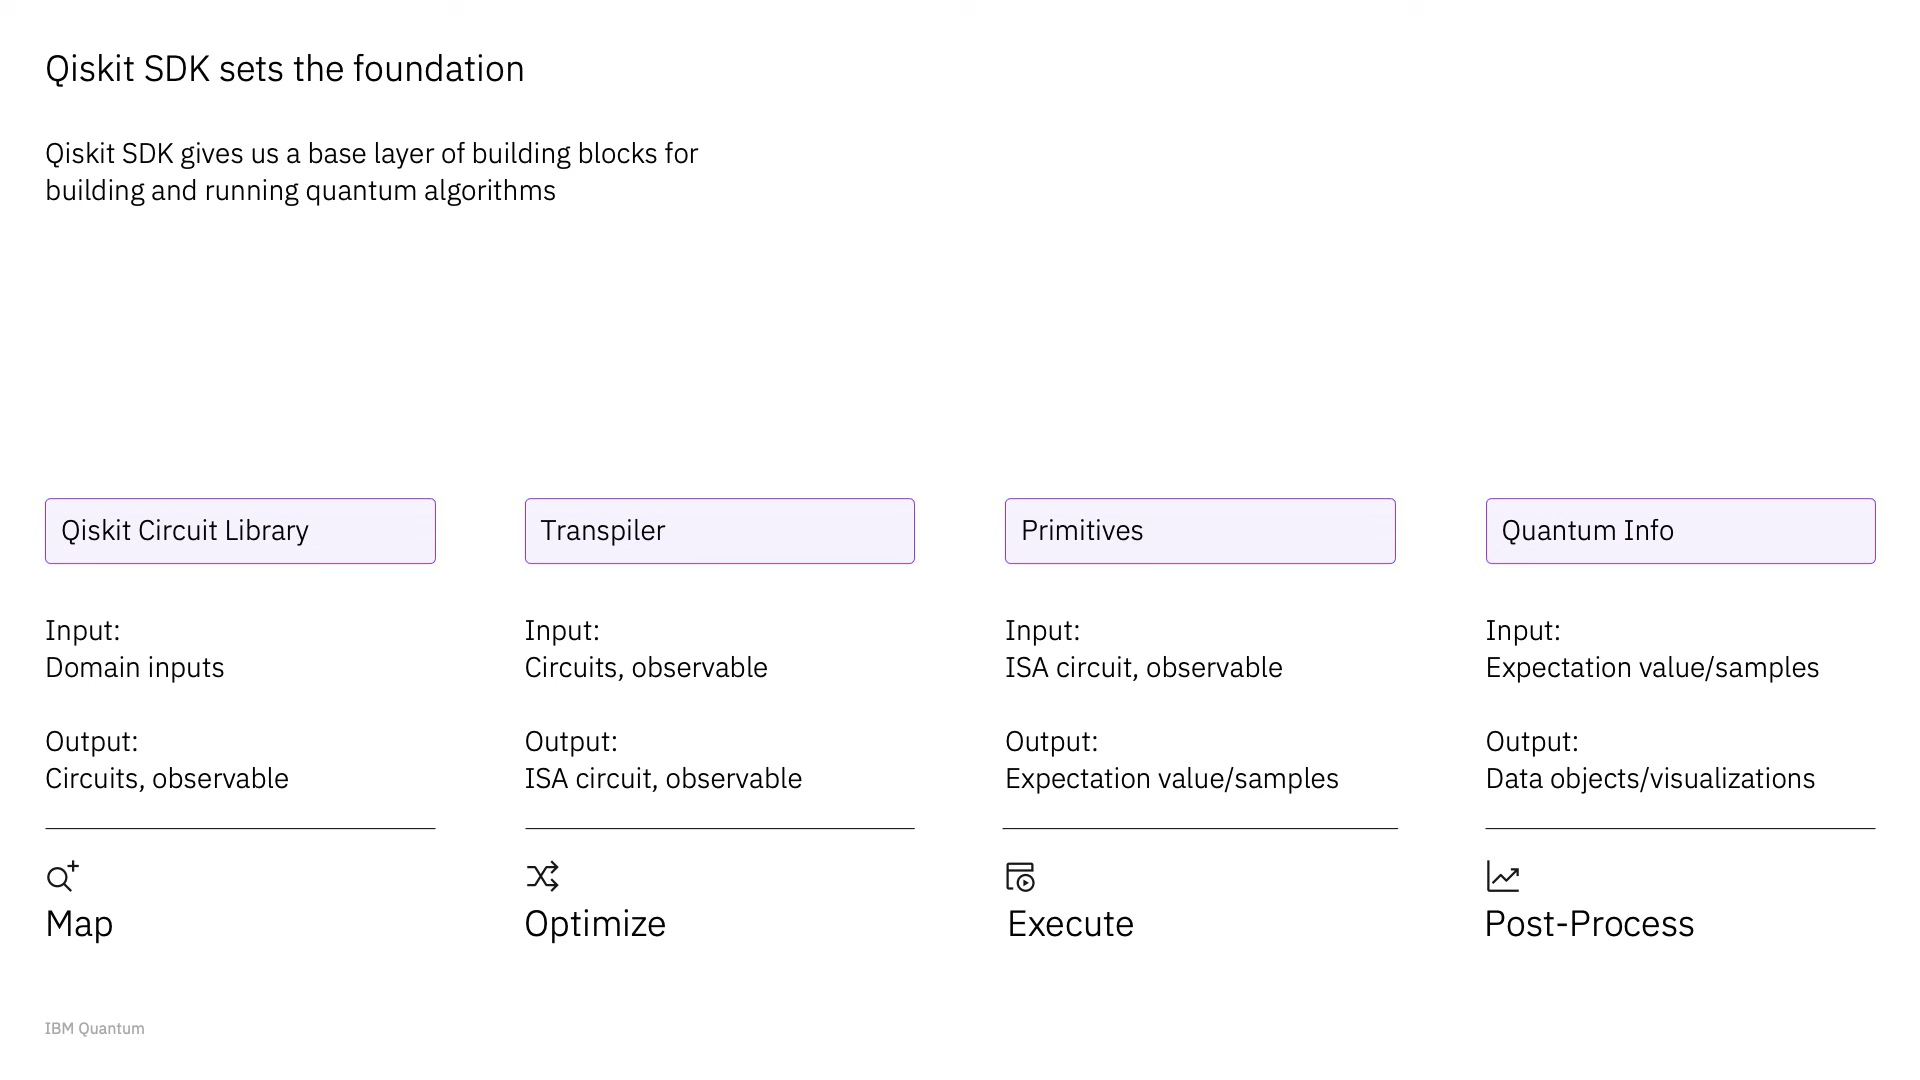 Qiskit SDK sets the foundation
Qiskit SDK gives us a base layer of building blocks for
building and running quantum algorithms
Qiskit Circuit Library
Input:
Domain inputs
Output:
Circuits, observable
Map
Transpiler
Input:
Circuits, observable
Output:
ISA circuit, observable
Optimize
Primitives
Input:
ISA circuit, observable
Output:
Expectation value/samples
Execute
Quantum Info
Input:
Expectation value/samples
Output:
Data objects/visualizations
Post-Process
IBM Quantum